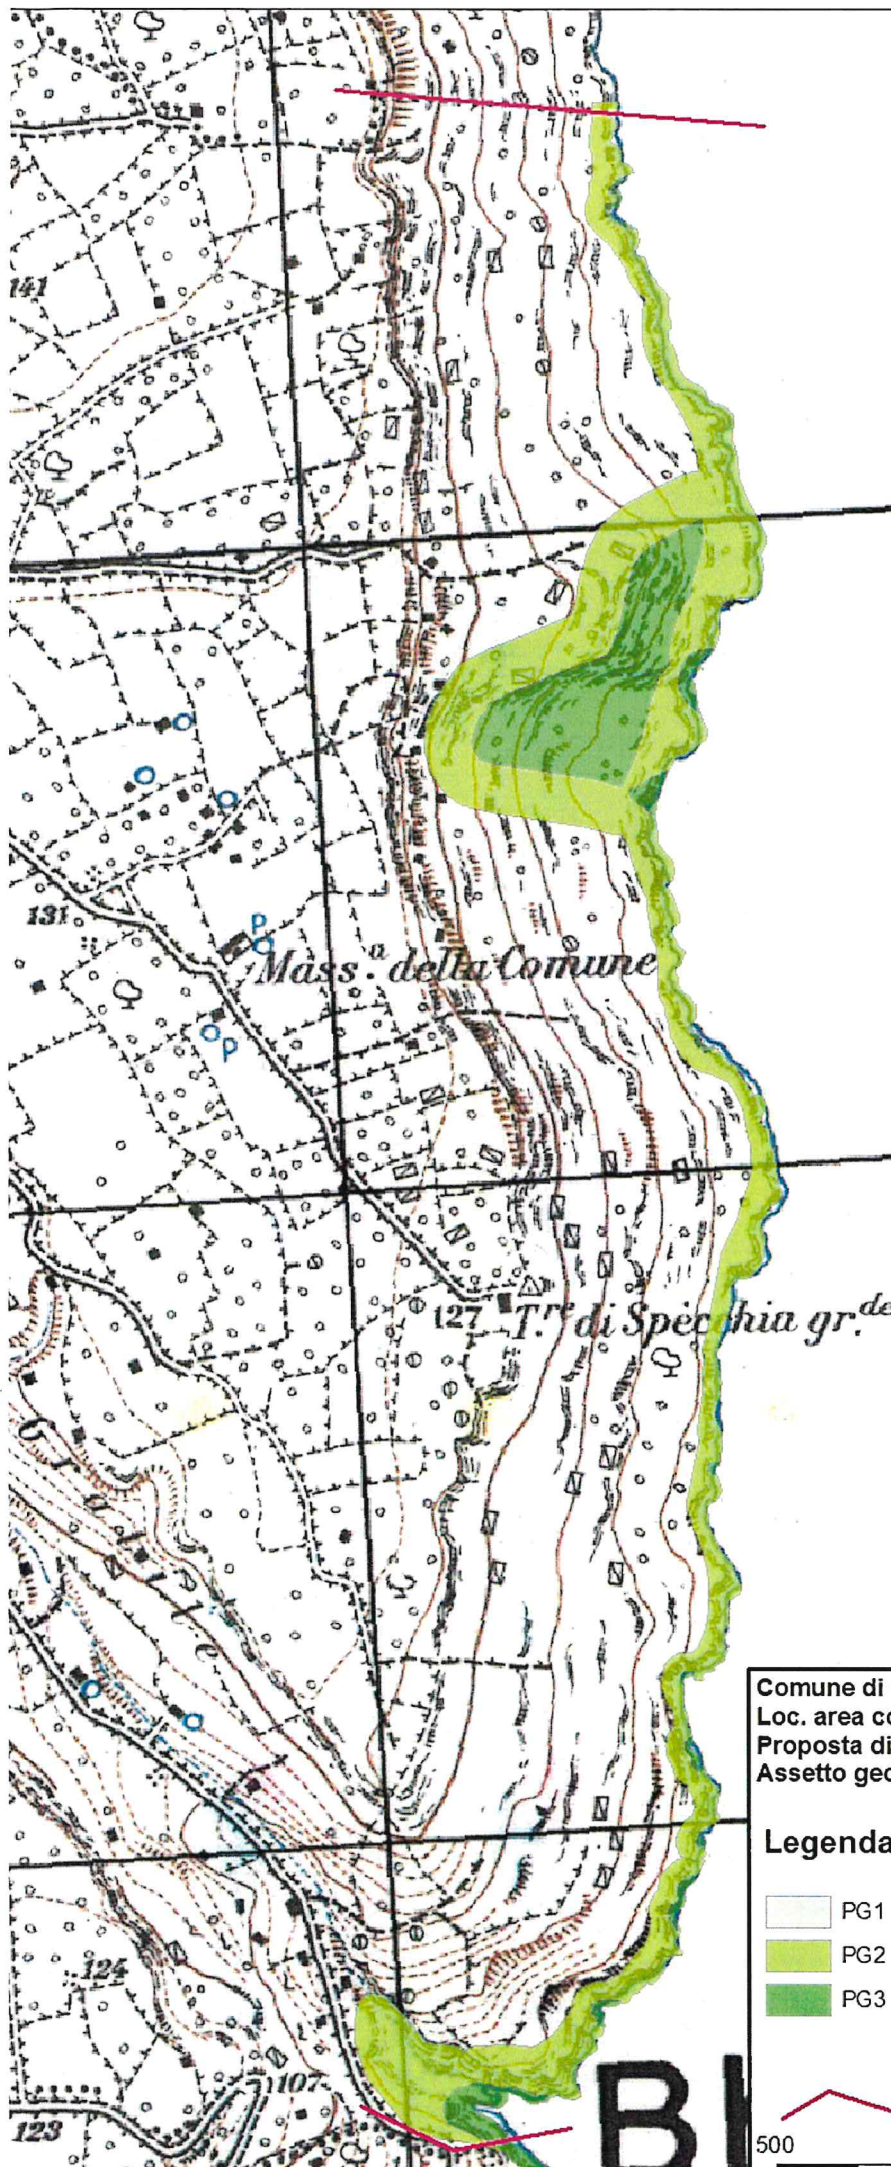 141
131
p
Mass.ª della Comune
p
127
T.re di Specchia gr.de
Comune di
Loc. area co
Proposta di
Assetto geo
Legenda
PG1
PG2
PG3
124
107
123
500